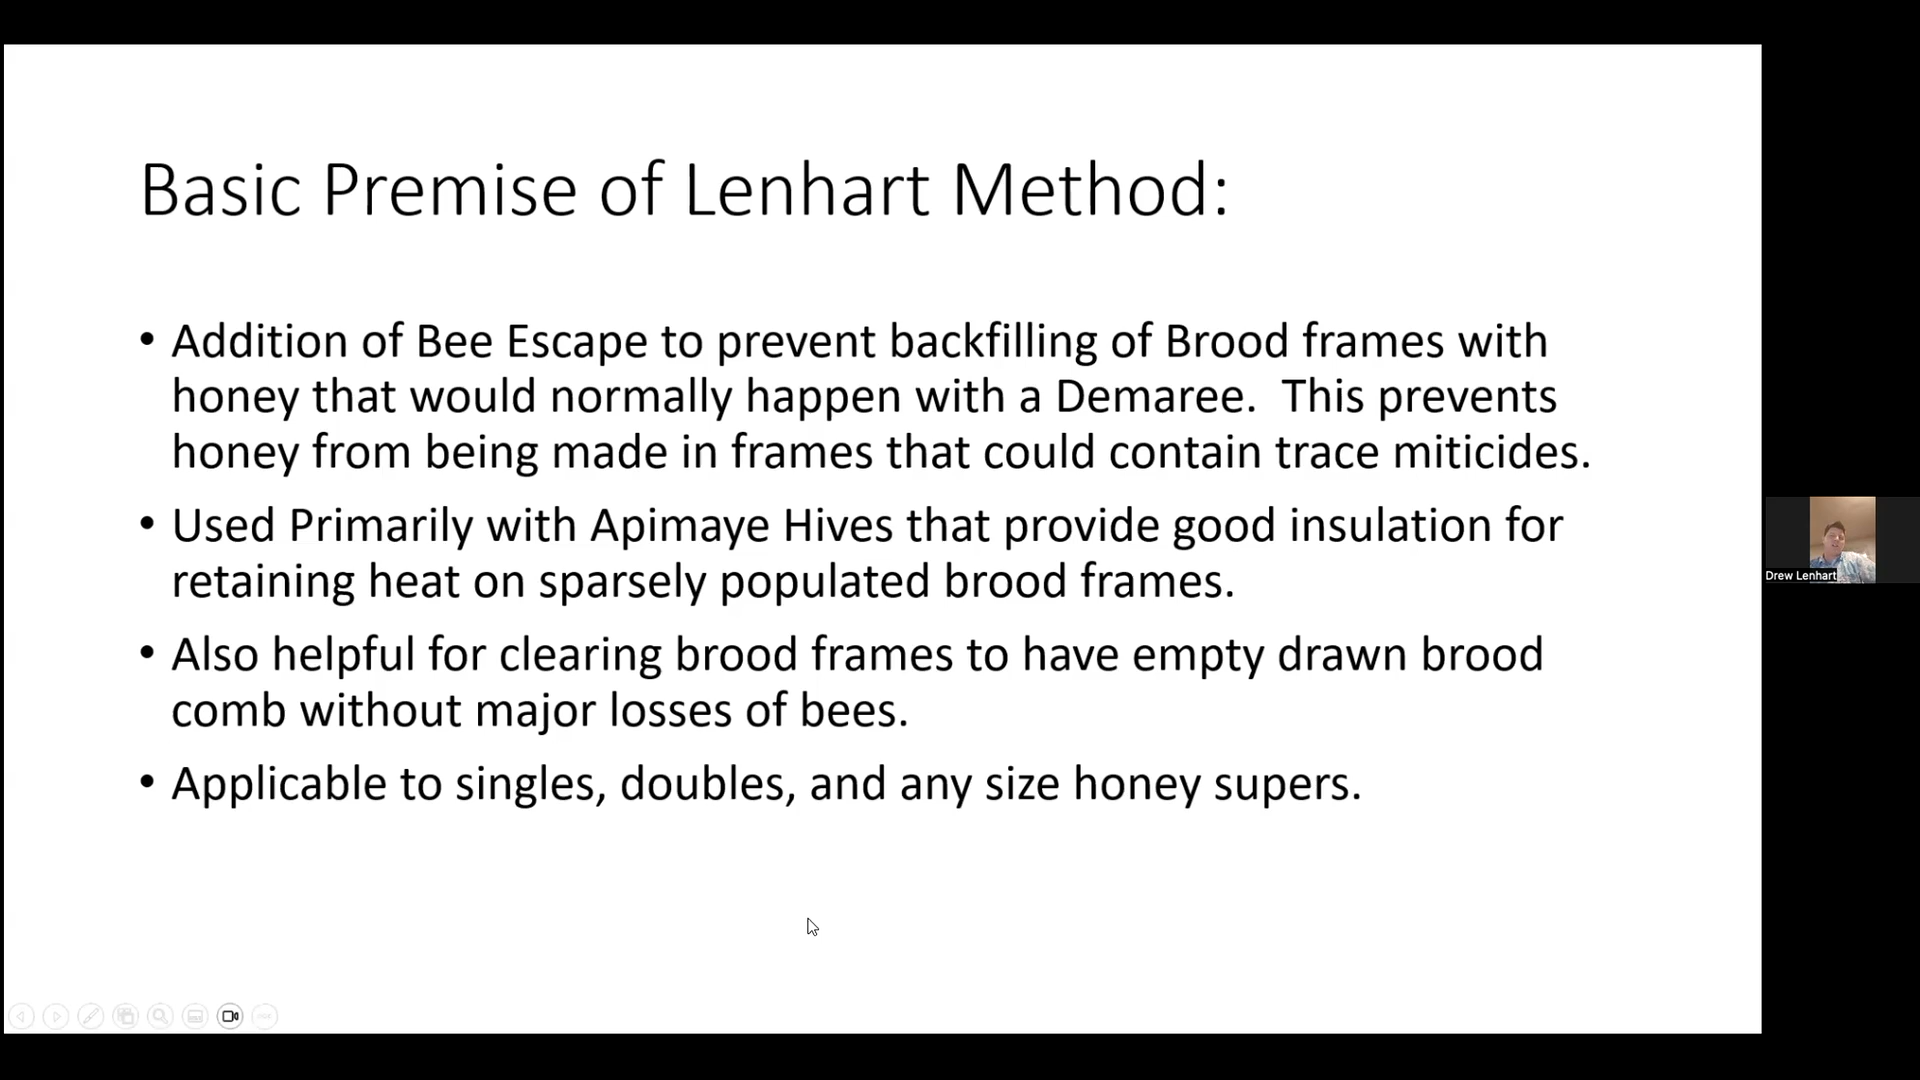 Basic Premise of Lenhart Method:
• Addition of Bee Escape to prevent backfilling of Brood frames with
honey that would normally happen with a Demaree.  This prevents
honey from being made in frames that could contain trace miticides.
• Used Primarily with Apimaye Hives that provide good insulation for
retaining heat on sparsely populated brood frames.
• Also helpful for clearing brood frames to have empty drawn brood
comb without major losses of bees.
• Applicable to singles, doubles, and any size honey supers.
Drew Lenhart